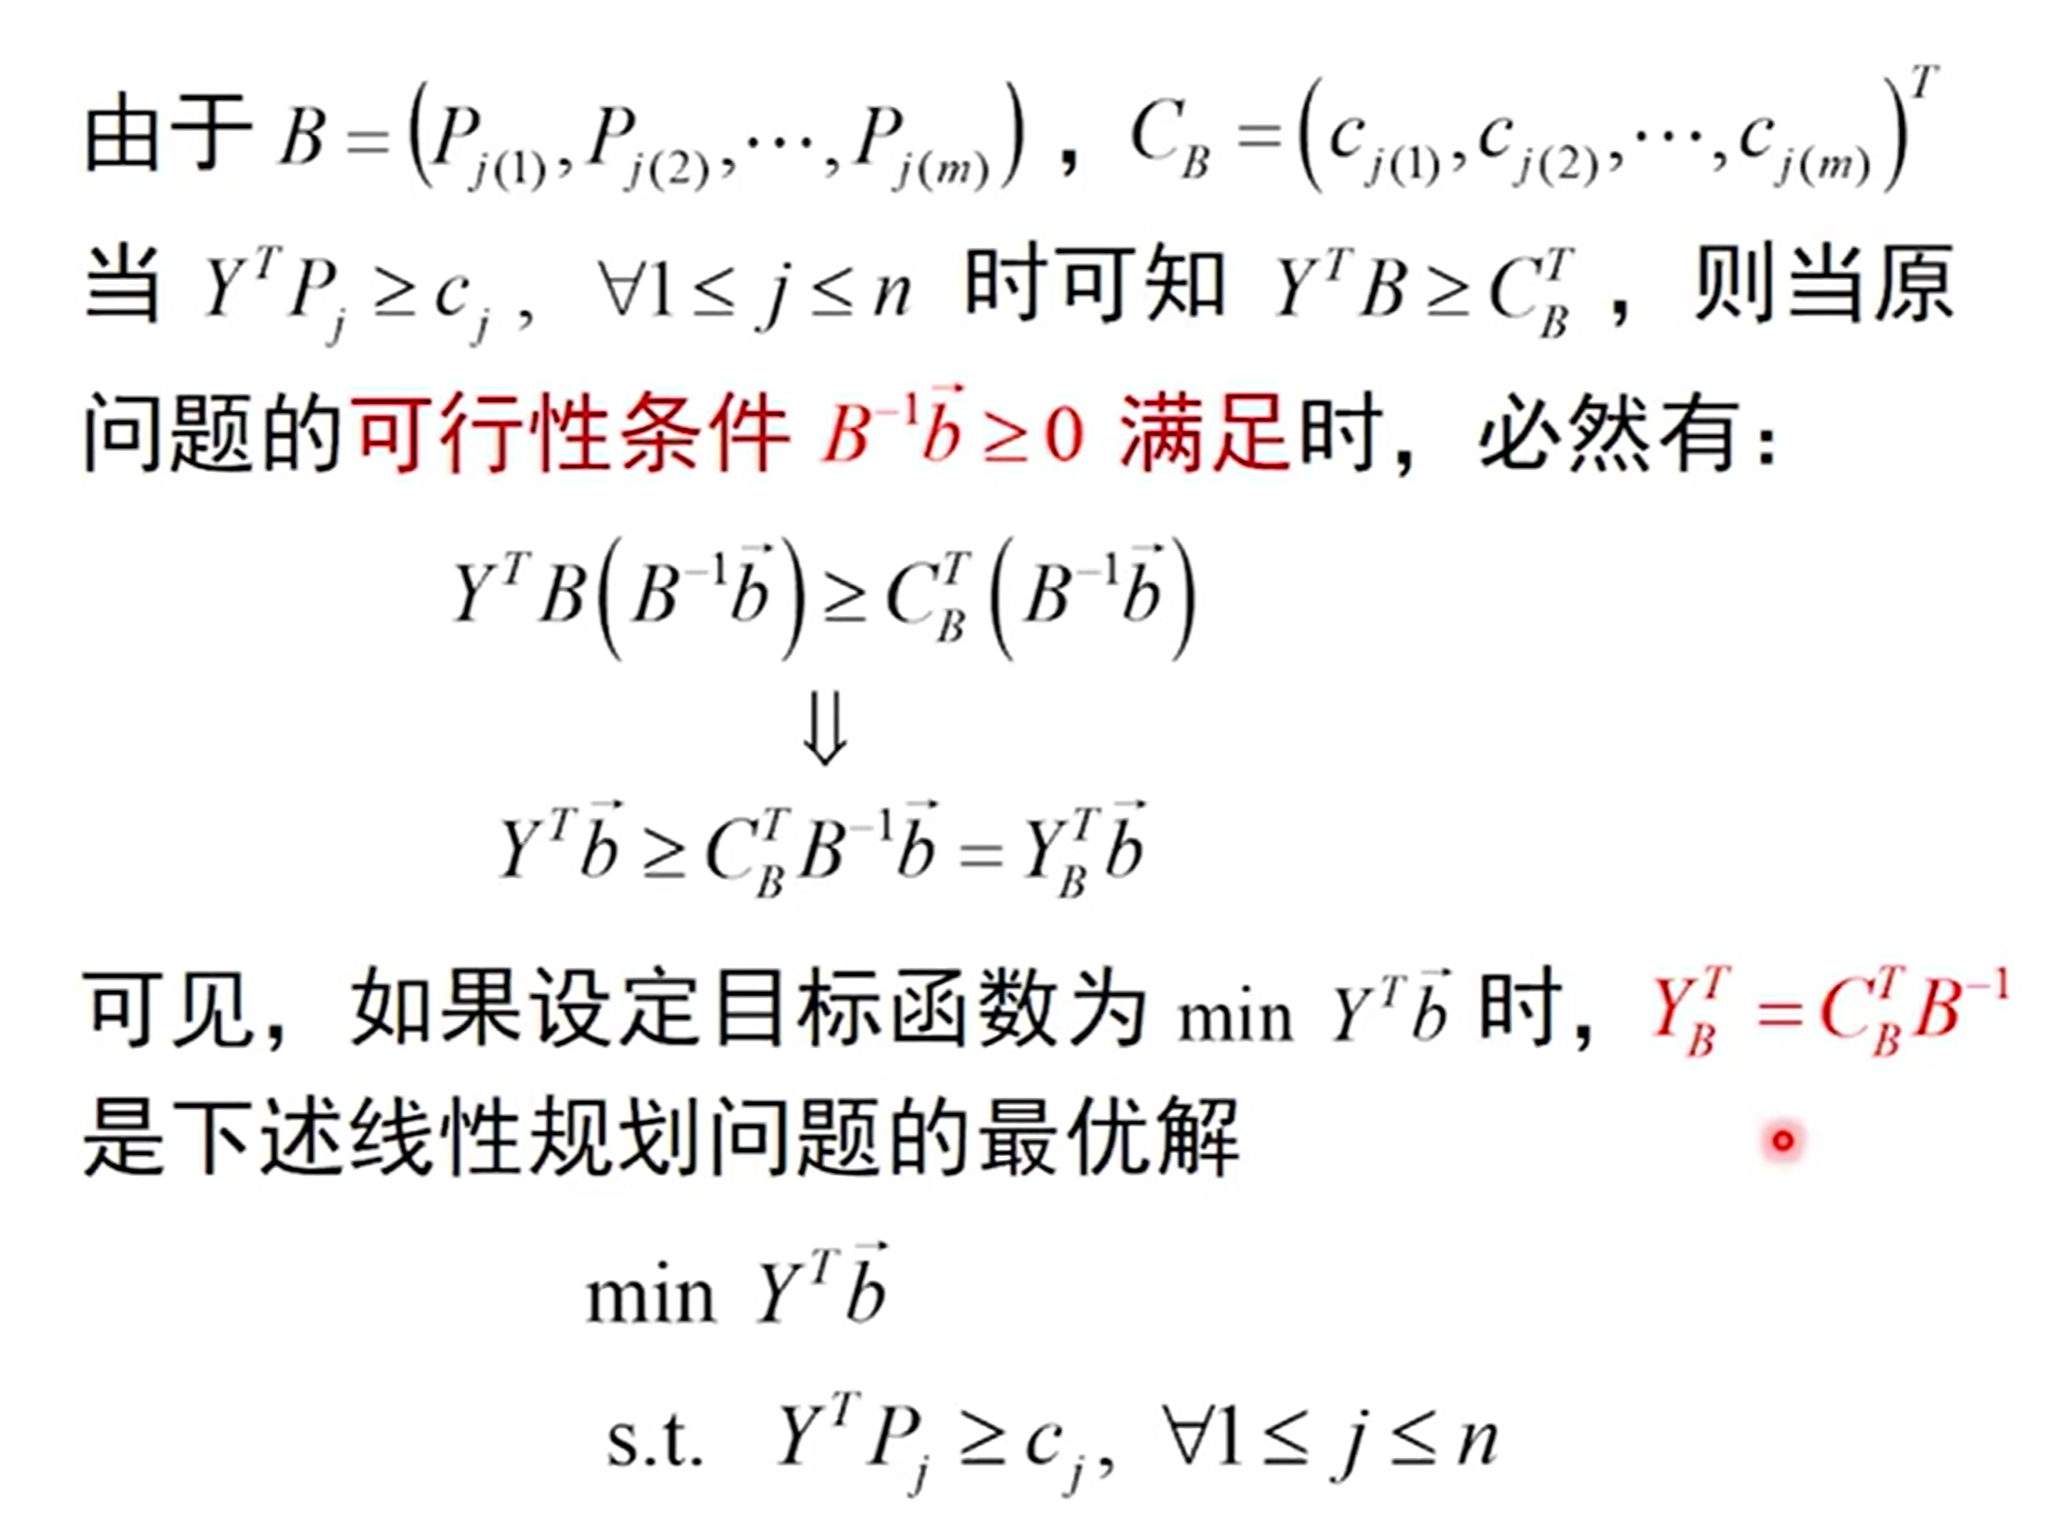 由于 $B=\left(P_{j(1)},P_{j(2)},\cdots,P_{j(m)}\right)$，$C_B=\left(c_{j(1)},c_{j(2)},\cdots,c_{j(m)}\right)^T$
当 $Y^TP_j\geq c_j,\ \forall 1\leq j\leq n$ 时可知 $Y^TB\geq C_B^T$，则当原
问题的可行性条件 $B^{-1}\vec{b}\geq 0$ 满足时，必然有：
$Y^TB\left(B^{-1}\vec{b}\right)\geq C_B^T\left(B^{-1}\vec{b}\right)$
$\Downarrow$
$Y^T\vec{b}\geq C_B^TB^{-1}\vec{b}=Y_B^T\vec{b}$
可见，如果设定目标函数为 $\min\ Y^T\vec{b}$ 时，$Y_B^T=C_B^TB^{-1}$
是下述线性规划问题的最优解
$\min\ Y^T\vec{b}$
$\text{s.t.}\ Y^TP_j\geq c_j,\ \forall 1\leq j\leq n$